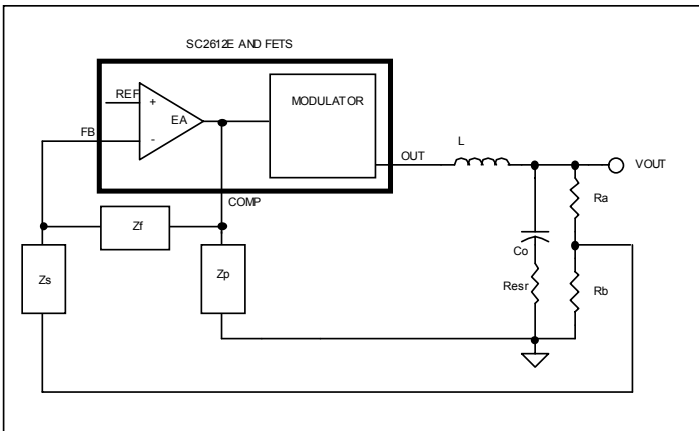 SC2612E AND FETS
REF
+
EA
-
FB
MODULATOR
OUT
L
VOUT
COMP
Ra
Zf
Co
Zs
Zp
Resr
Rb